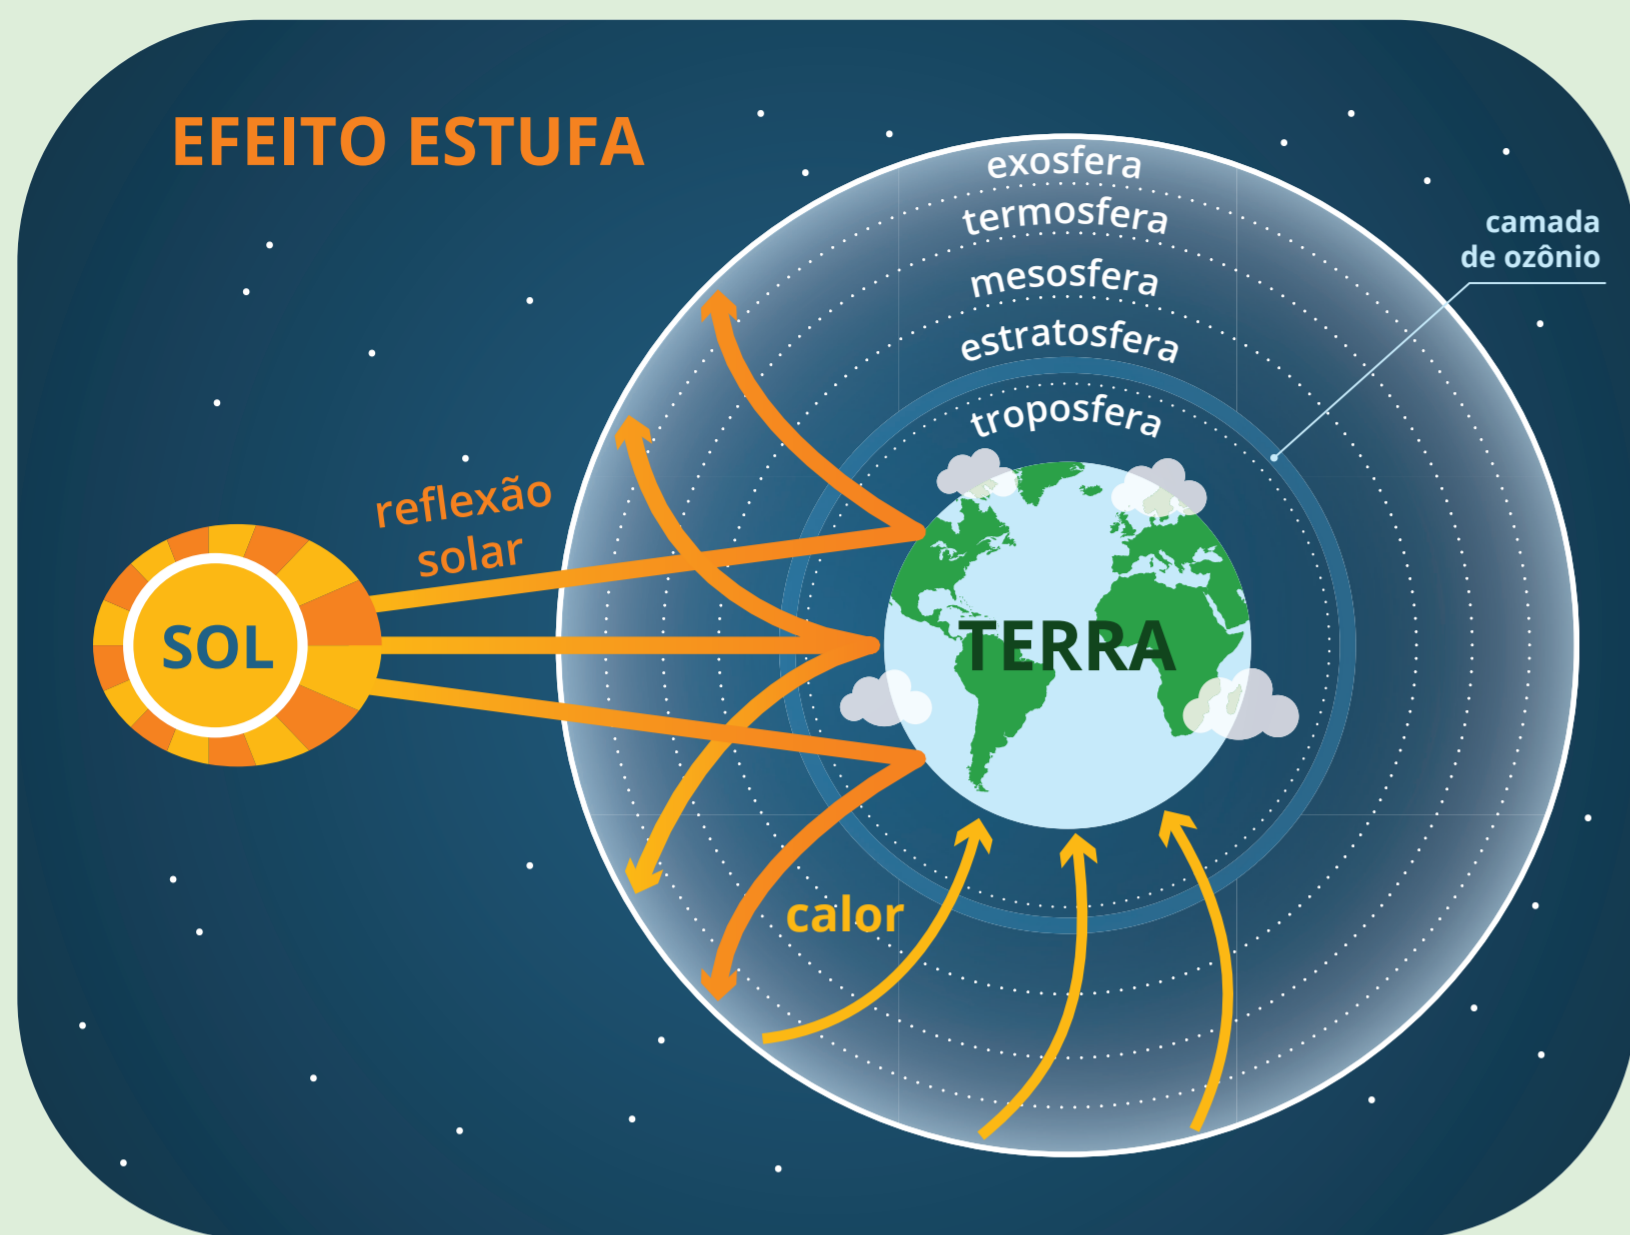 EFEITO ESTUFA
exosfera
termosfera
mesosfera
estratosfera
troposfera
camada
de ozônio
reflexão
solar
SOL
TERRA
calor